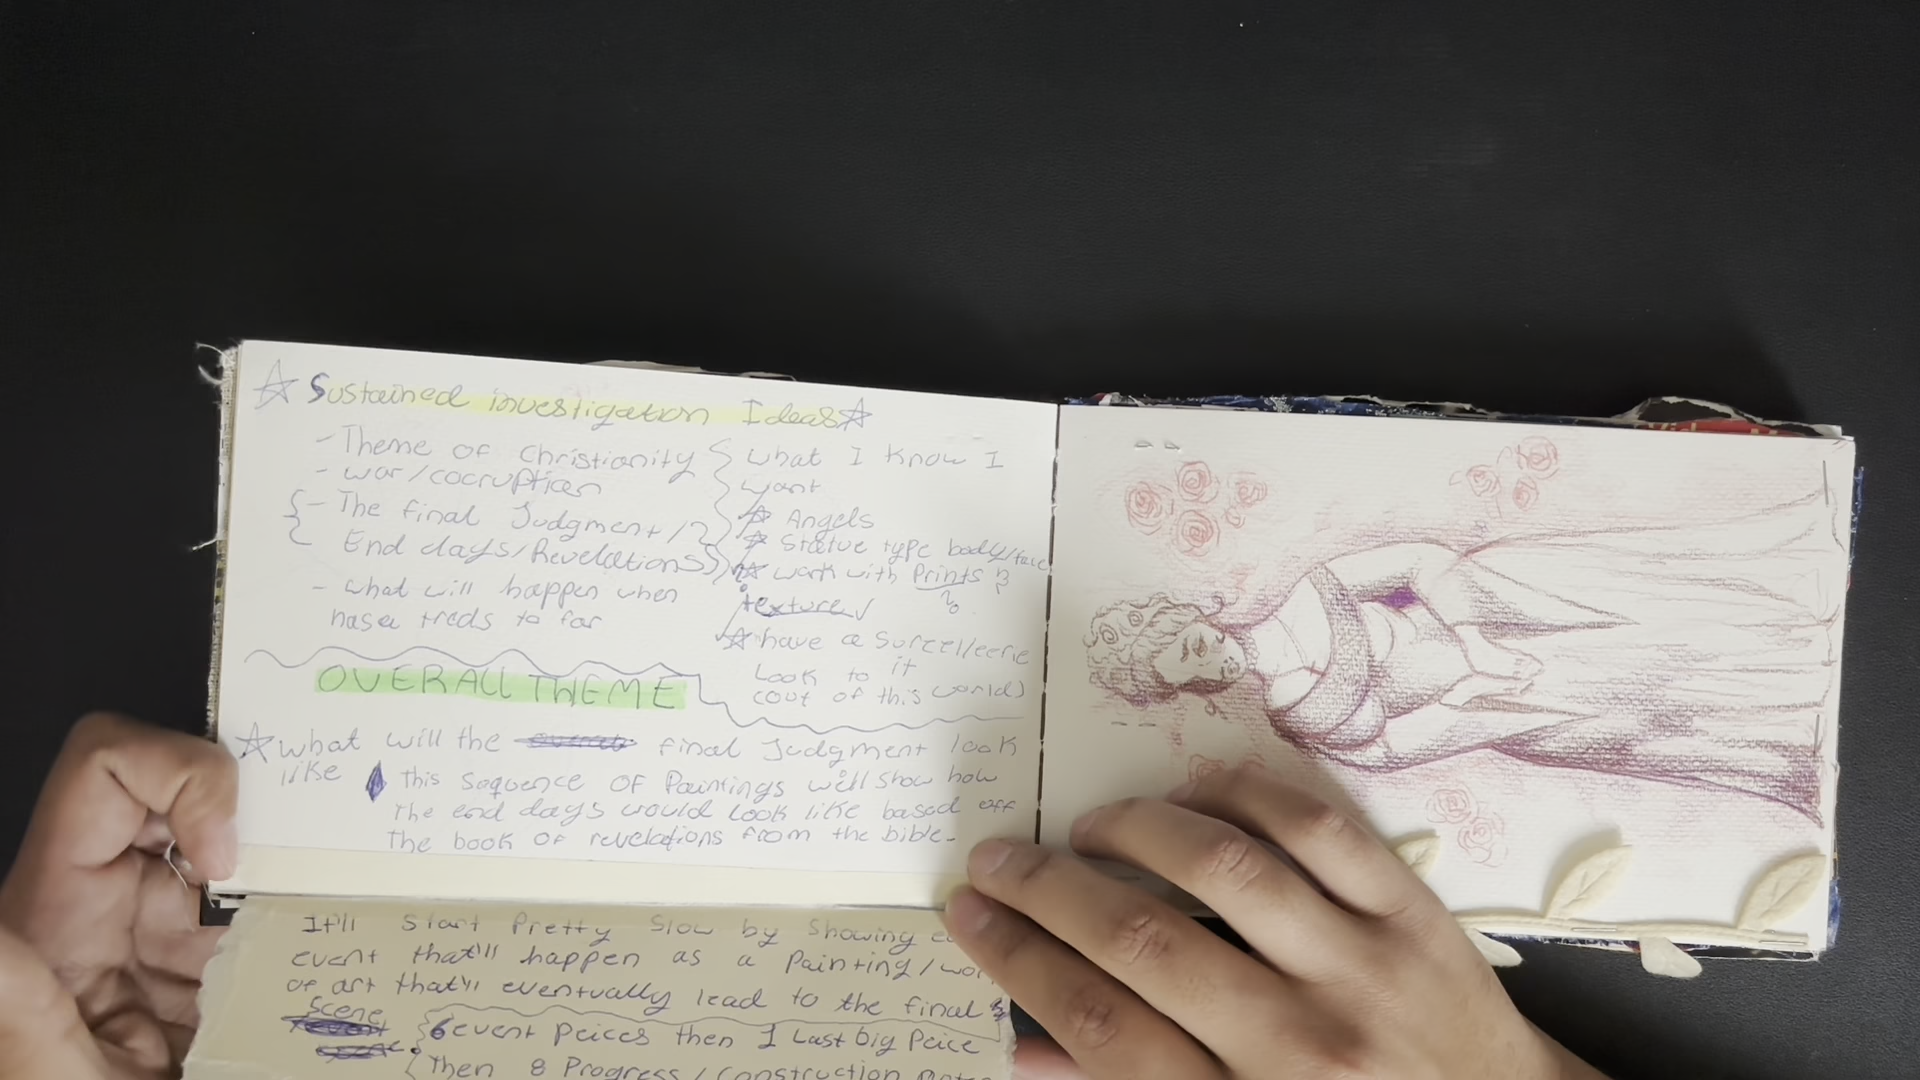 Sustained investigation Ideas
- Theme of Christianity
- war/cocruption
- The final Judgment/
End days/Revelations
- what will happen when
treds to far
what I know I
want
Angels
Statue type body/face
work with Prints &
texture ✓
have a Surcel/eerie
Look to it
(out of this world)
OVERALL THEME
what will the final Judgment look
like
this sequence of Paintings will show how
the end days would look like based off
the book of revelations from the bible.
It'll Start Pretty Slow by Showing
event that'll happen as a Painting/
of art that'll eventually lead to the final
Scene
6 event Peices then 1 Last big Peice
Then 8 Progress/Construction